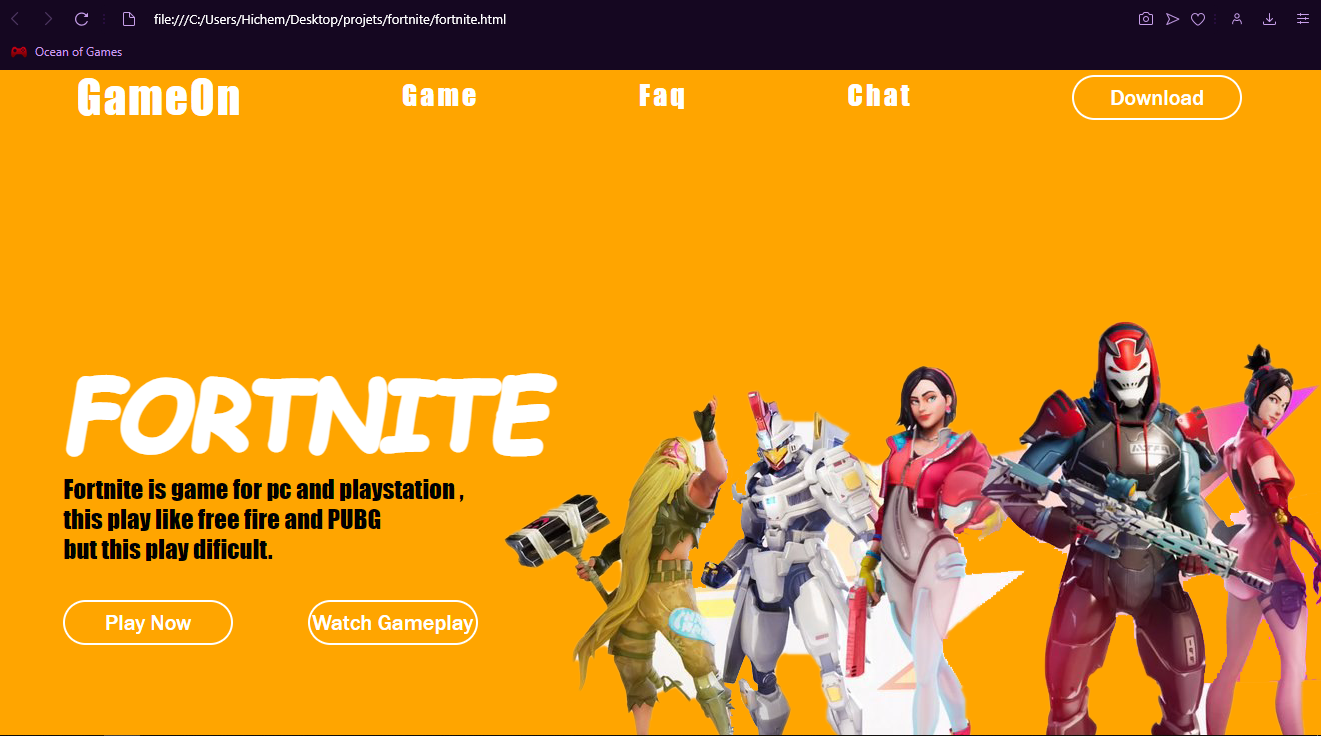 file:///C:/Users/Hichem/Desktop/projets/fortnite/fortnite.html
Ocean of Games
GameOn Game Faq Chat Download
FORTNITE
Fortnite is game for pc and playstation ,
this play like free fire and PUBG
but this play dificult.
Play Now Watch Gameplay